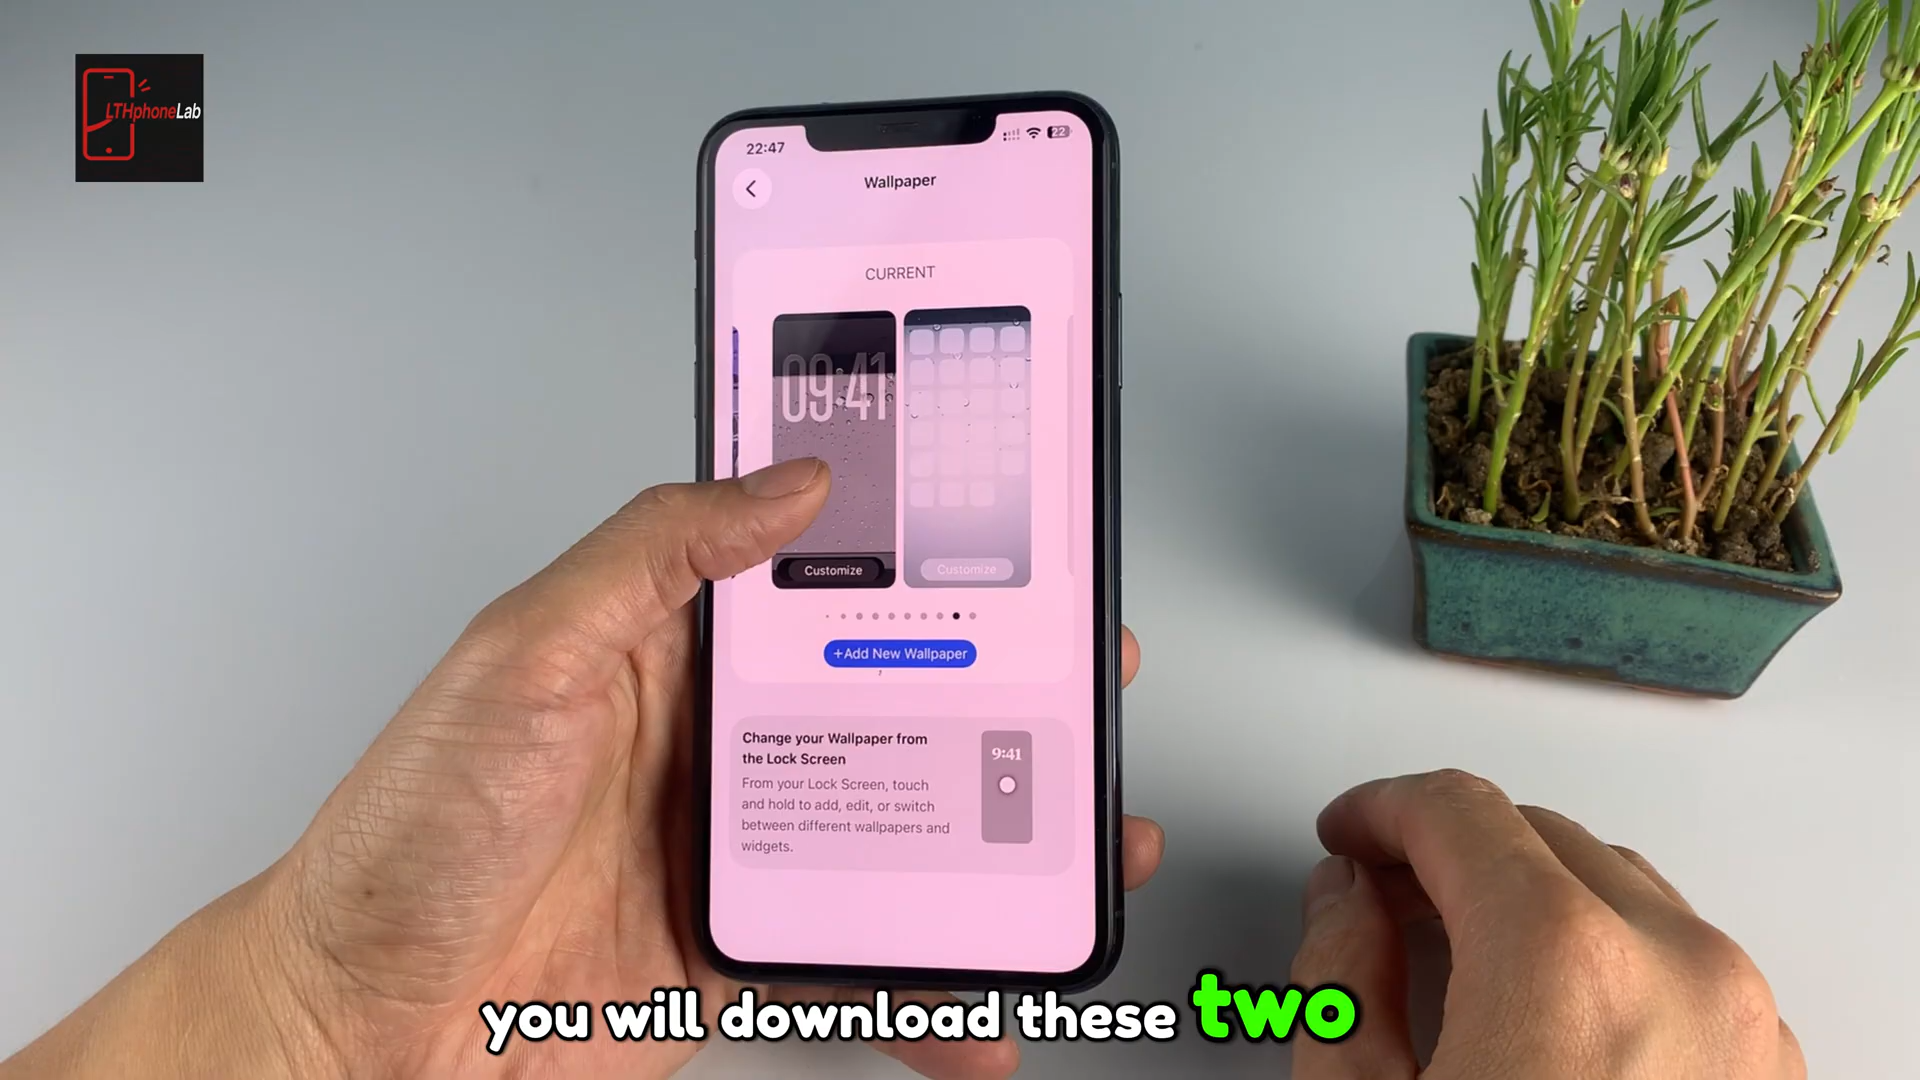 LTHphoneLab
22:47
22
Wallpaper
CURRENT
09:41
Customize
Customize
+Add New Wallpaper
Change your Wallpaper from
the Lock Screen
9:41
From your Lock Screen, touch
and hold to add, edit, or switch
between different wallpapers and
widgets.
you will download these two